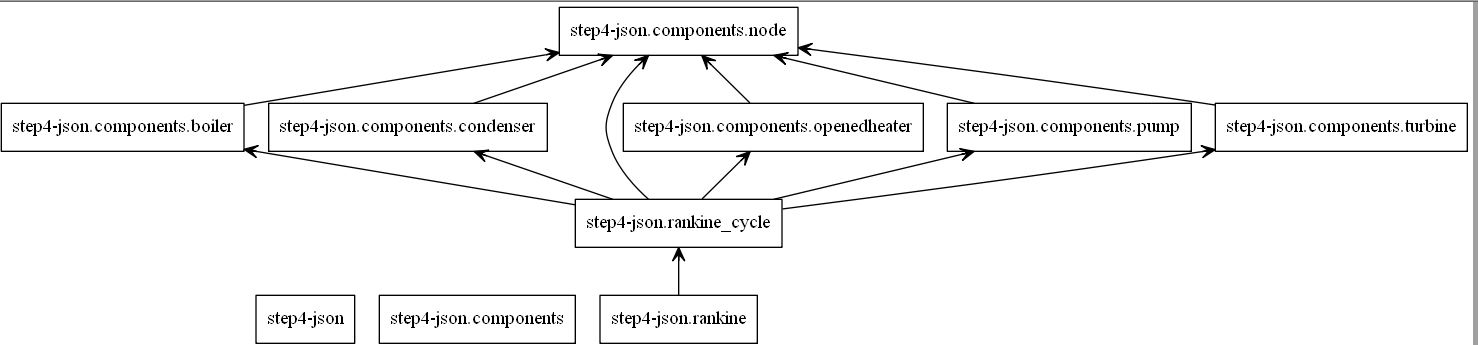 step4-json.components.node
step4-json.components.boiler
step4-json.components.condenser
step4-json.components.openedheater
step4-json.components.pump
step4-json.components.turbine
step4-json.rankine_cycle
step4-json
step4-json.components
step4-json.rankine